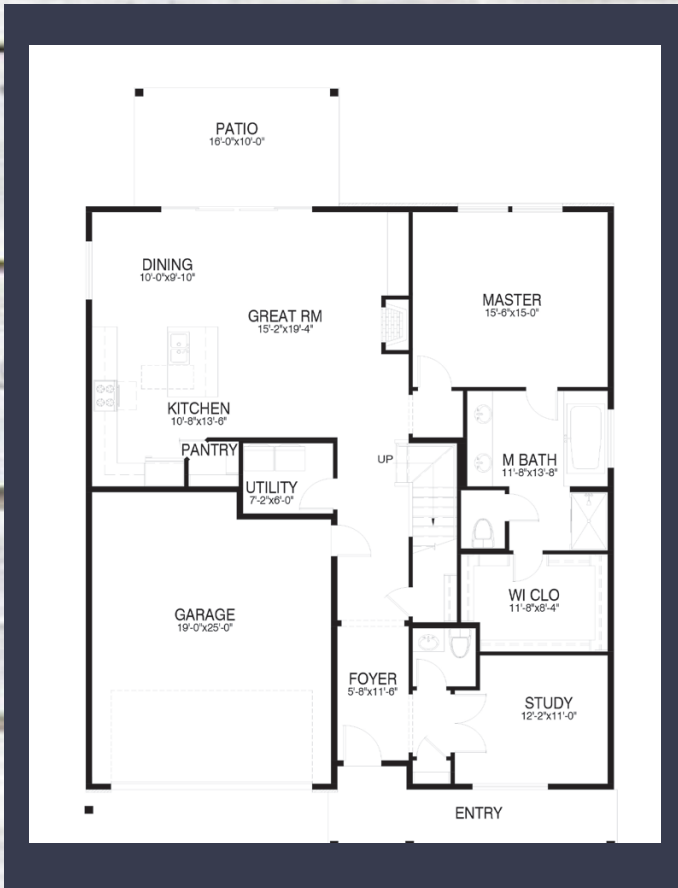 PATIO
16'-0"x10'-0"
DINING
10'-0"x9'-10"
GREAT RM
15'-2"x19'-4"
MASTER
15'-6"x15'-0"
KITCHEN
10'-8"x13'-6"
PANTRY
UP
M BATH
11'-8"x13'-8"
UTILITY
7'-2"x6'-0"
WI CLO
11'-8"x8'-4"
GARAGE
19'-0"x25'-0"
FOYER
5'-8"x11'-6"
STUDY
12'-2"x11'-0"
ENTRY